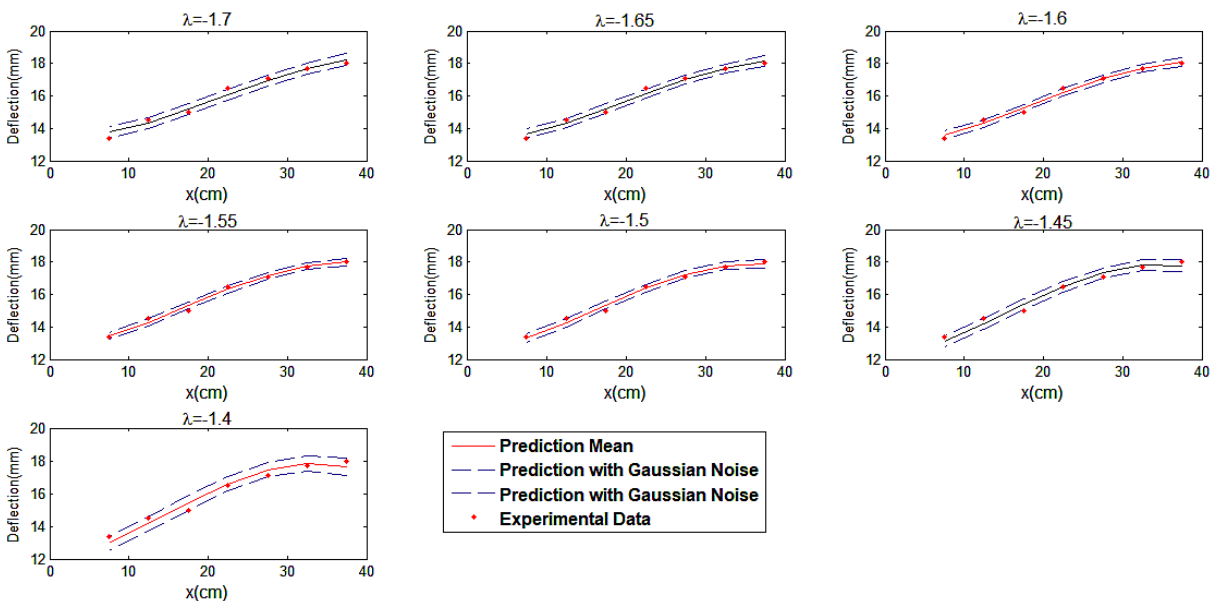 λ=-1.7
Deflection(mm)
20
18
16
14
12
0 10 20 30 40
x(cm)
λ=-1.65
Deflection(mm)
20
18
16
14
12
0 10 20 30 40
x(cm)
λ=-1.6
Deflection(mm)
20
18
16
14
12
0 10 20 30 40
x(cm)
λ=-1.55
Deflection(mm)
20
18
16
14
12
0 10 20 30 40
x(cm)
λ=-1.5
Deflection(mm)
20
18
16
14
12
0 10 20 30 40
x(cm)
λ=-1.45
Deflection(mm)
20
18
16
14
12
0 10 20 30 40
x(cm)
λ=-1.4
Deflection(mm)
20
18
16
14
12
0 10 20 30 40
x(cm)
Prediction Mean
Prediction with Gaussian Noise
Prediction with Gaussian Noise
Experimental Data